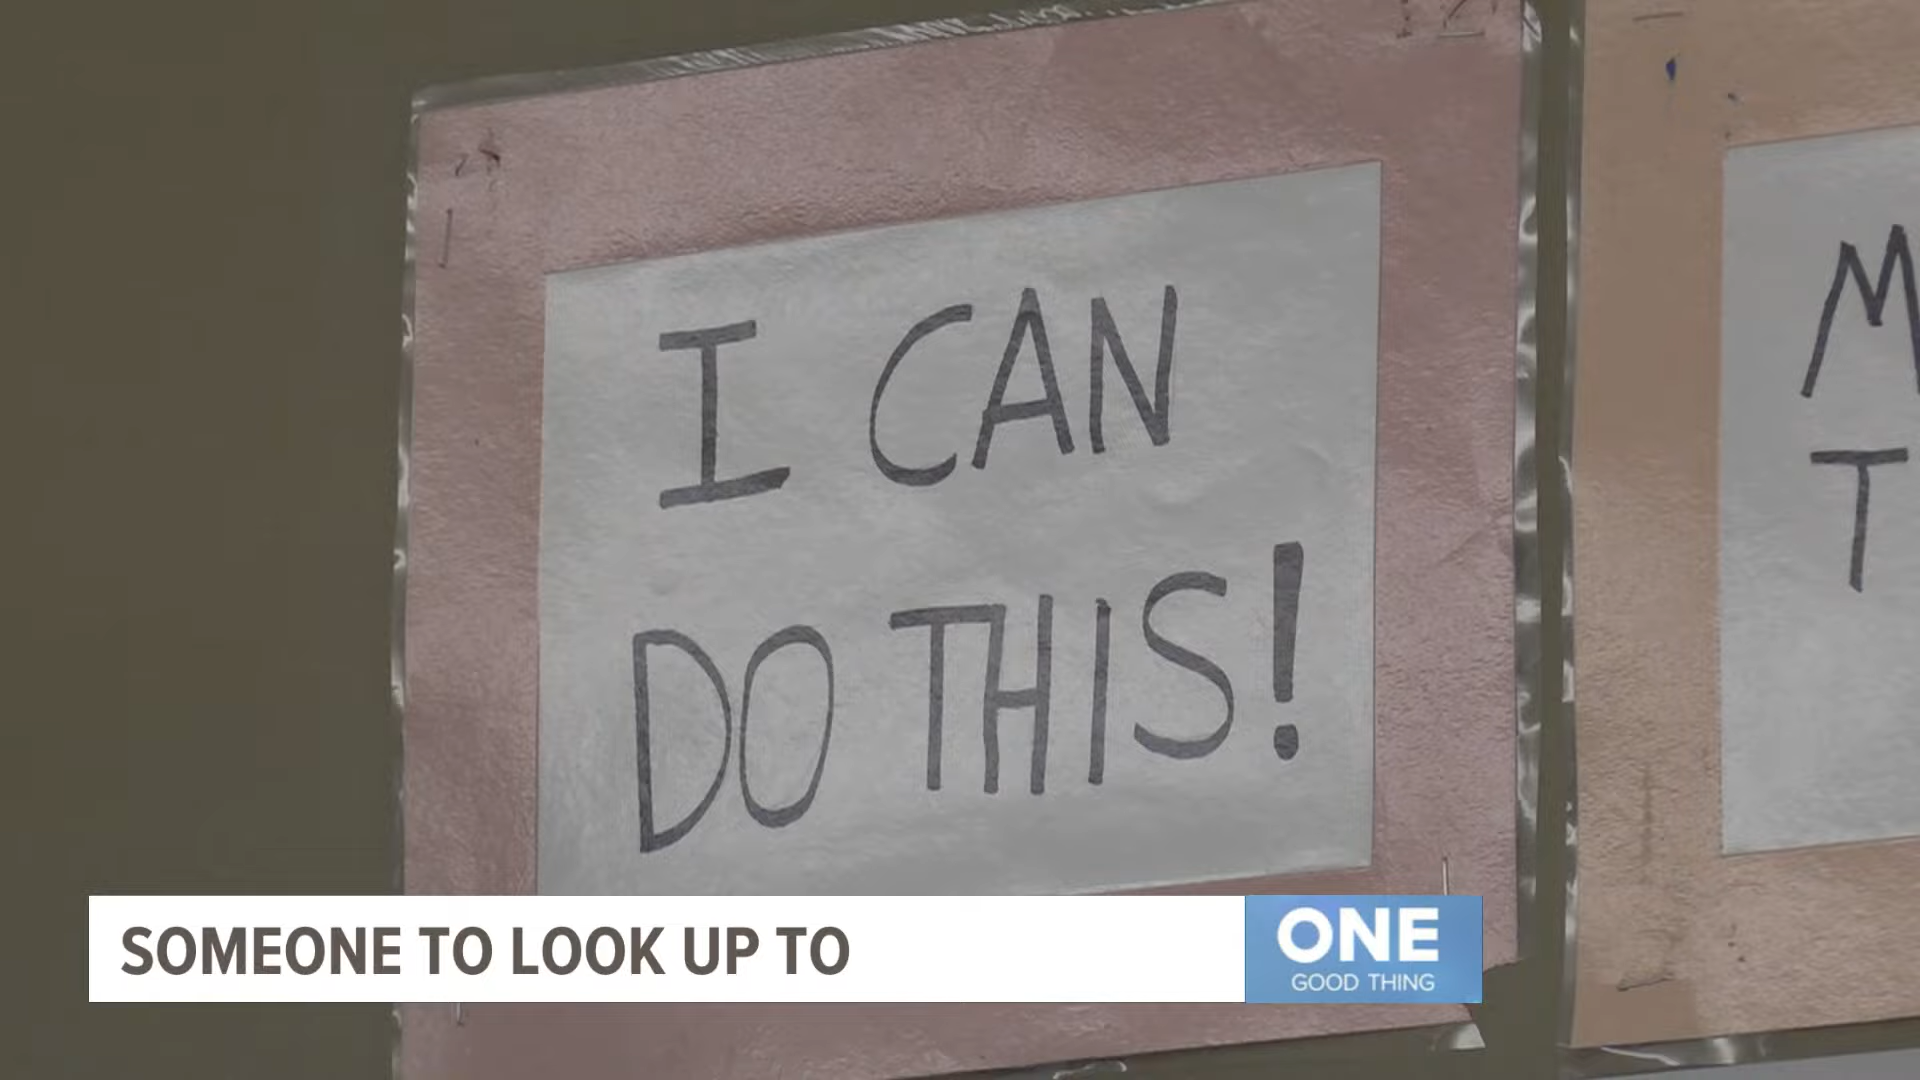 I CAN
DO THIS!
M
T
SOMEONE TO LOOK UP TO
ONE
GOOD THING